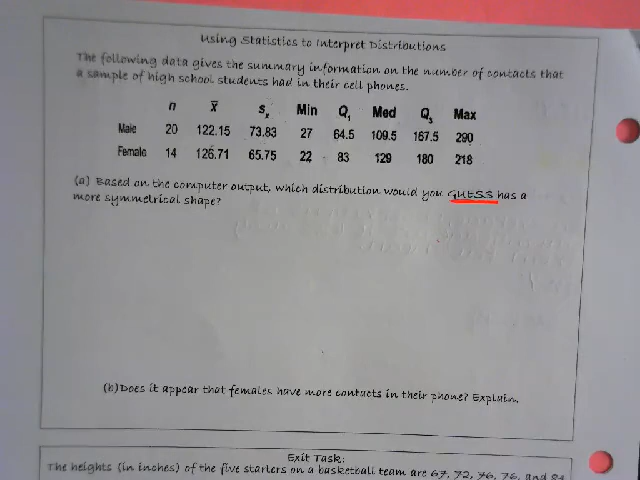 Using Statistics to Interpret Distributions
The following data gives the summary information on the number of contacts that
a sample of high school students had in their cell phones.
n x̅ Sₓ Min Q₁ Med Q₃ Max
Male 20 122.15 73.83 27 64.5 109.5 167.5 290
Female 14 126.71 65.75 22 83 129 180 218
(a) Based on the computer output, which distribution would you GUESS has a
more symmetrical shape?
(b) Does it appear that females have more contacts in their phone? Explain.
Exit Task:
The heights (in inches) of the five starters on a basketball team are 67, 72, 76, 76, and 84